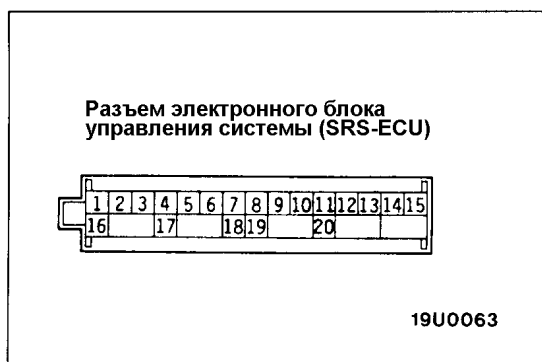 Разъем электронного блока
управления системы (SRS-ECU)
1 2 3 4 5 6 7 8 9 10 11 12 13 14 15
16 17 18 19 20
19U0063